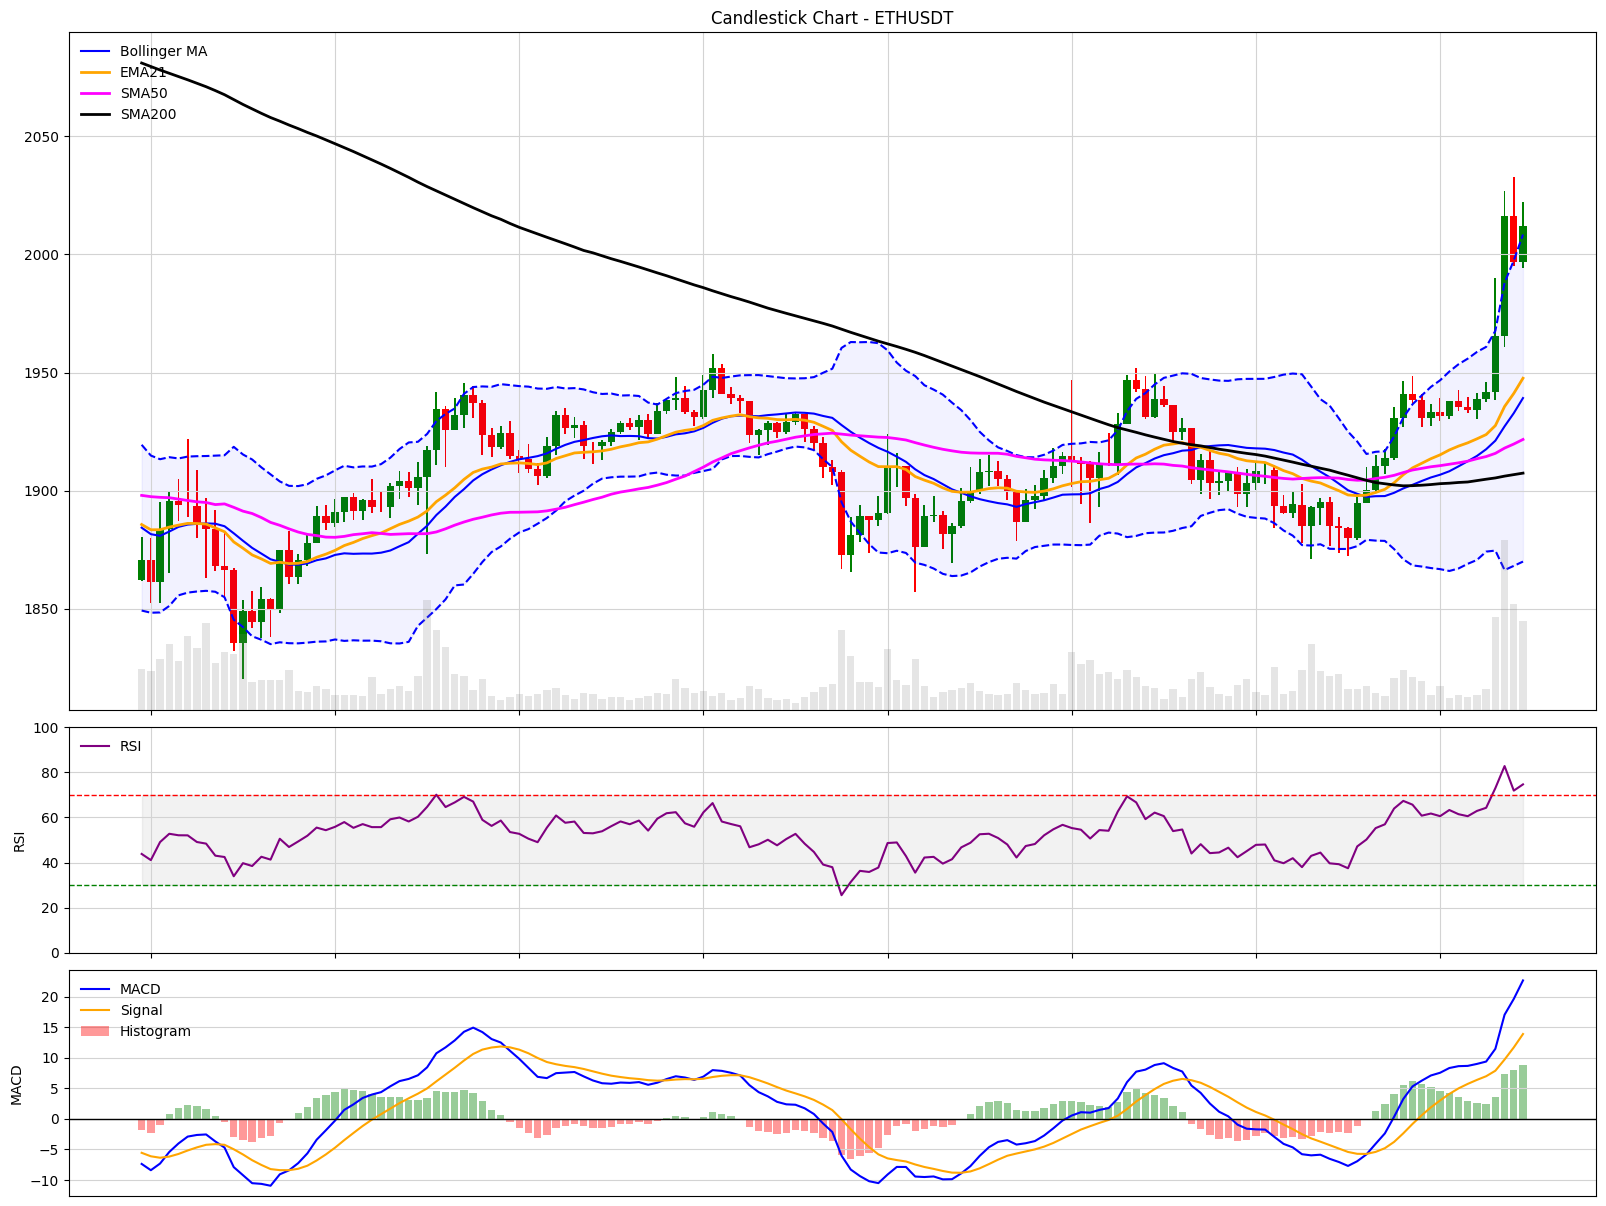 Candlestick Chart - ETHUSDT
Bollinger MA
EMA21
SMA50
SMA200
2050
2000
1950
1900
1850
100
80
60
40
20
0
RSI
RSI
20
15
10
5
0
−5
−10
MACD
MACD
Signal
Histogram